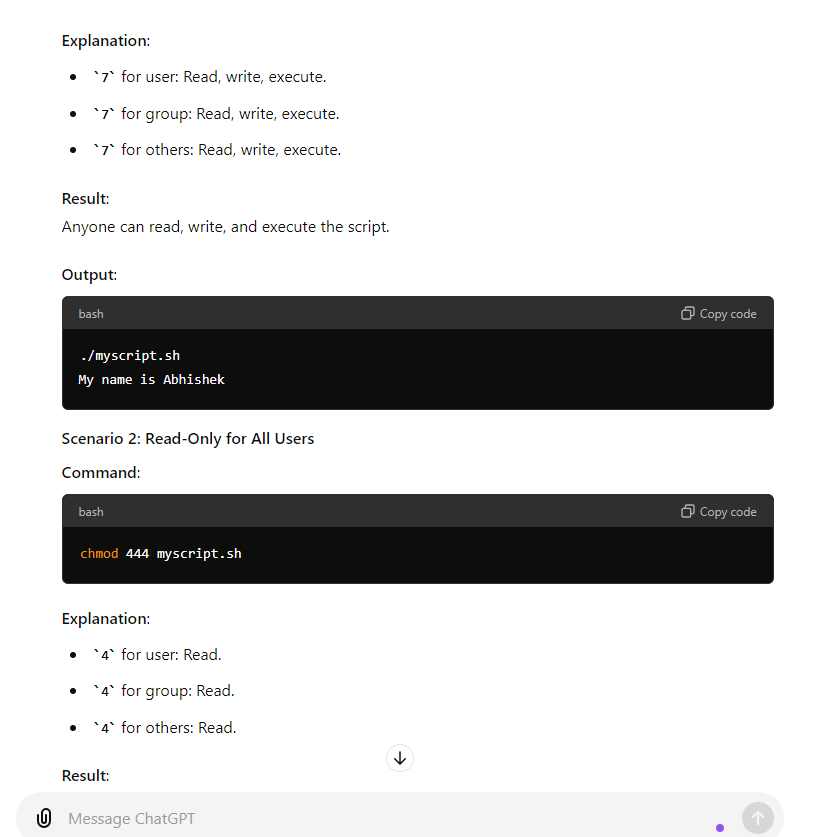 Explanation:
`7` for user: Read, write, execute.
`7` for group: Read, write, execute.
`7` for others: Read, write, execute.
Result:
Anyone can read, write, and execute the script.
Output:
bash Copy code
./myscript.sh
My name is Abhishek
Scenario 2: Read-Only for All Users
Command:
bash Copy code
chmod 444 myscript.sh
Explanation:
`4` for user: Read.
`4` for group: Read.
`4` for others: Read.
Result:
Message ChatGPT